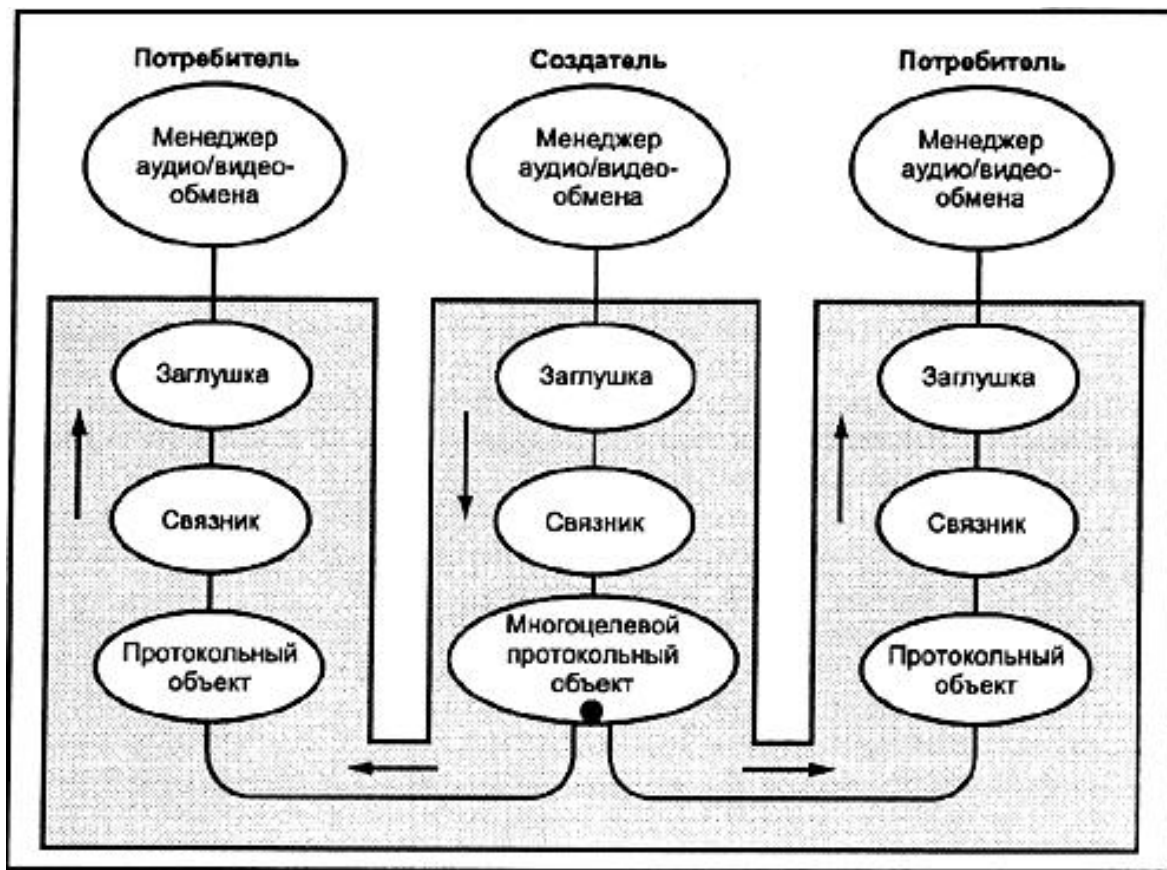 Потребитель
Создатель
Потребитель
Менеджер
аудио/видео-
обмена
Менеджер
аудио/видео-
обмена
Менеджер
аудио/видео-
обмена
Заглушка
Заглушка
Заглушка
Связник
Связник
Связник
Протокольный
объект
Многоцелевой
протокольный
объект
Протокольный
объект